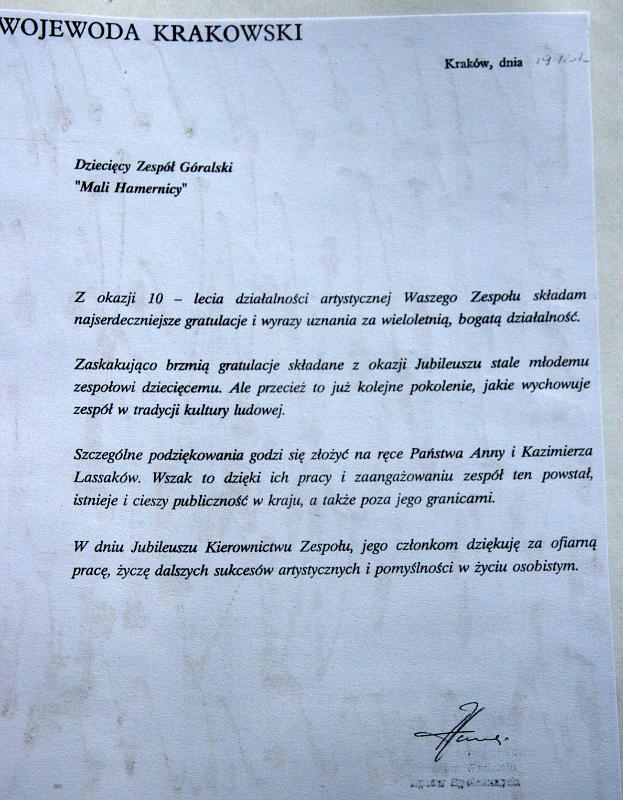 WOJEWODA KRAKOWSKI
Kraków, dnia 19
Dziecięcy Zespół Góralski
"Mali Hamernicy"
Z okazji 10 – lecia działalności artystycznej Waszego Zespołu składam
najserdeczniejsze gratulacje i wyrazy uznania za wieloletnią, bogatą działalność.
Zaskakująco brzmią gratulacje składane z okazji Jubileuszu stale młodemu
zespołowi dziecięcemu. Ale przecież to już kolejne pokolenie, jakie wychowuje
zespół w tradycji kultury ludowej.
Szczególne podziękowania godzi się złożyć na ręce Państwa Anny i Kazimierza
Lassaków. Wszak to dzięki ich pracy i zaangażowaniu zespół ten powstał,
istnieje i cieszy publiczność w kraju, a także poza jego granicami.
W dniu Jubileuszu Kierownictwu Zespołu, jego członkom dziękuję za ofiarną
pracę, życzę dalszych sukcesów artystycznych i pomyślności w życiu osobistym.
Społecznych